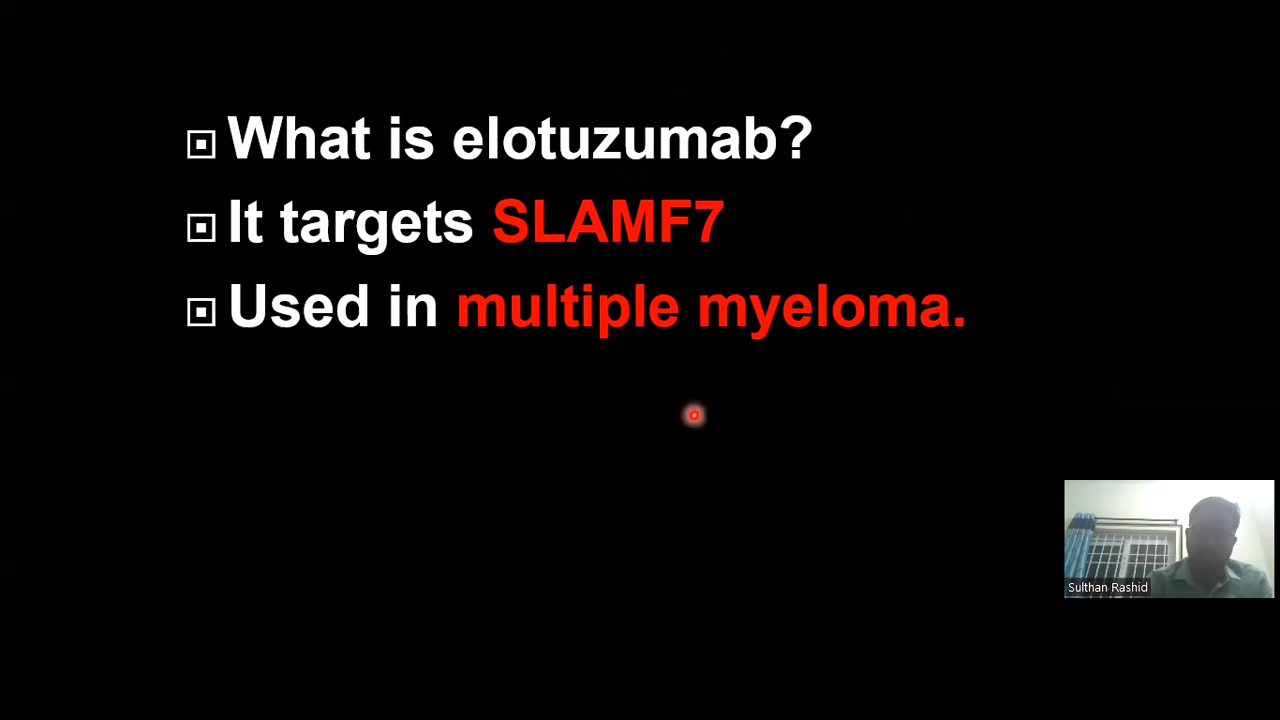 What is elotuzumab?
It targets SLAMF7
Used in multiple myeloma.
Sulthan Rashid